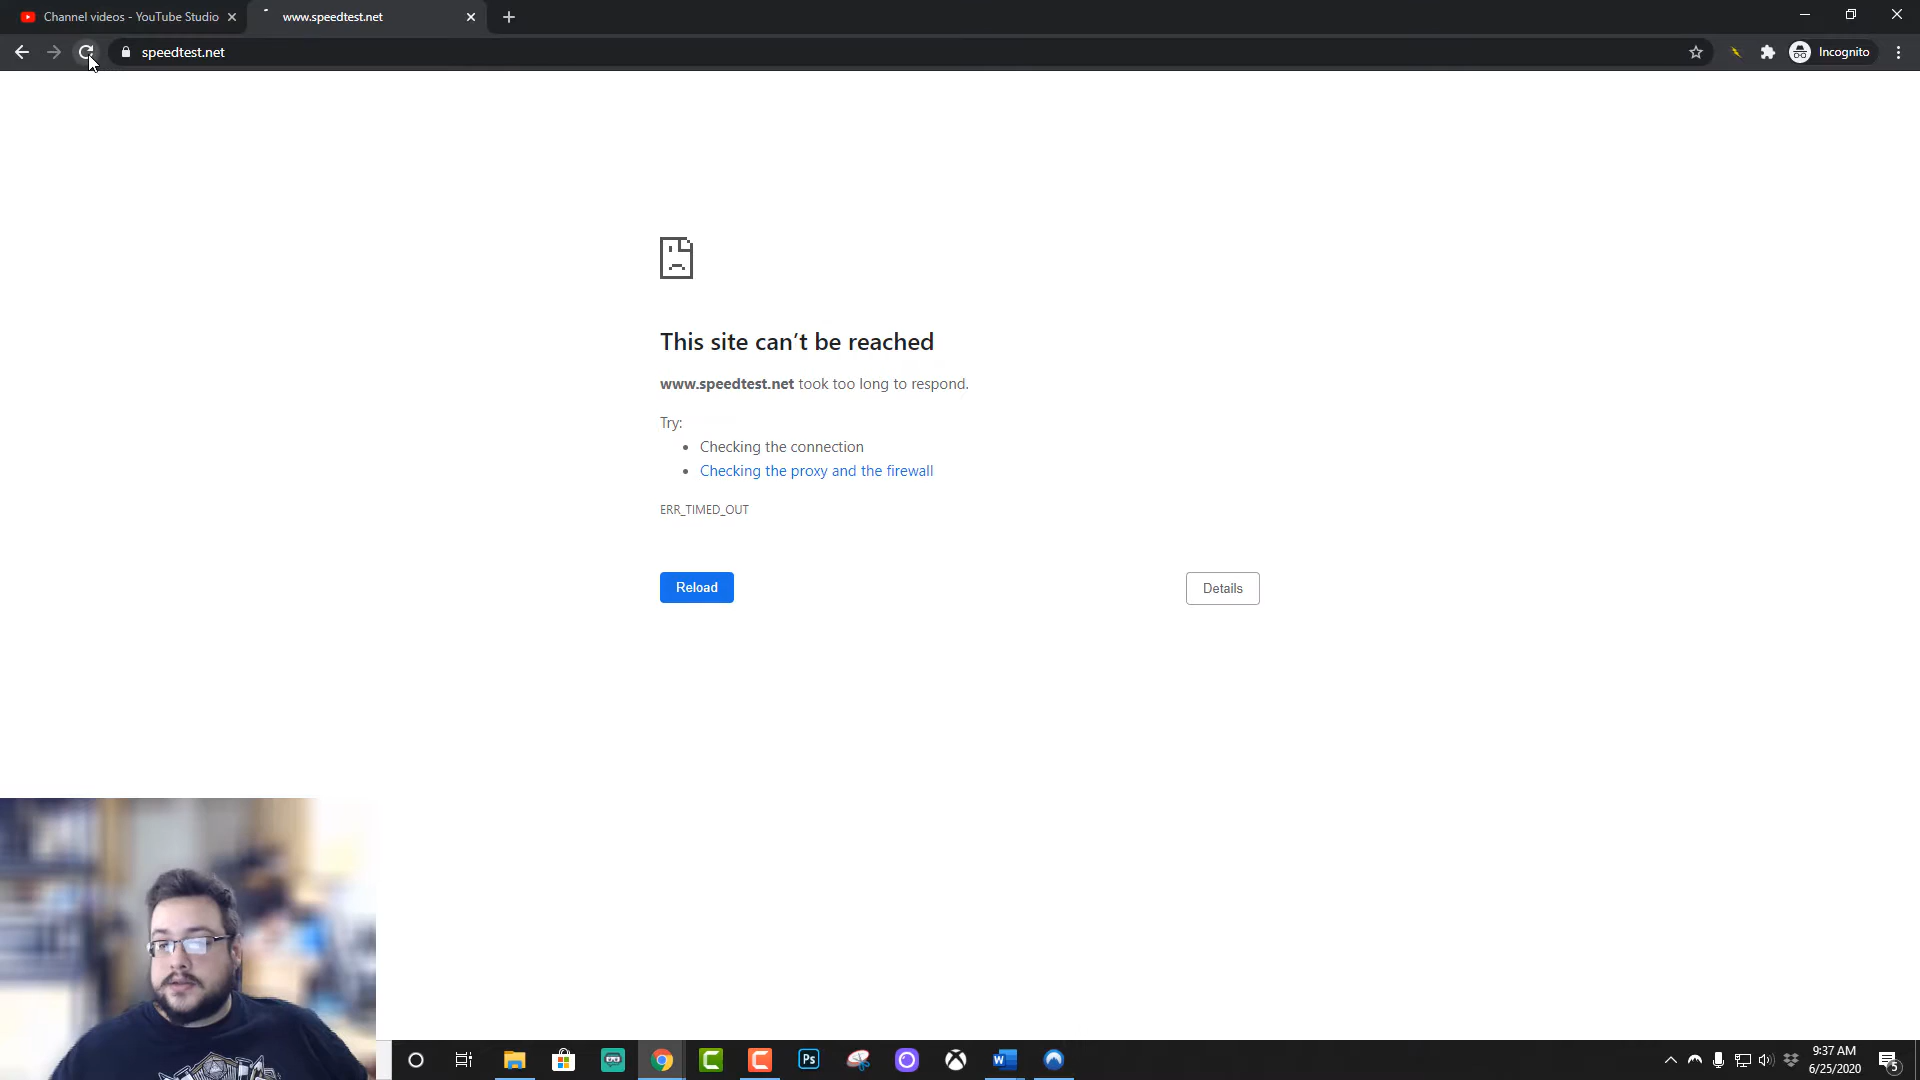 Channel videos - YouTube Studio
www.speedtest.net
speedtest.net
Incognito
This site can't be reached
www.speedtest.net took too long to respond.
Try:
• Checking the connection
• Checking the proxy and the firewall
ERR_TIMED_OUT
Reload
Details
Ps
W
9:37 AM
6/25/2020
5